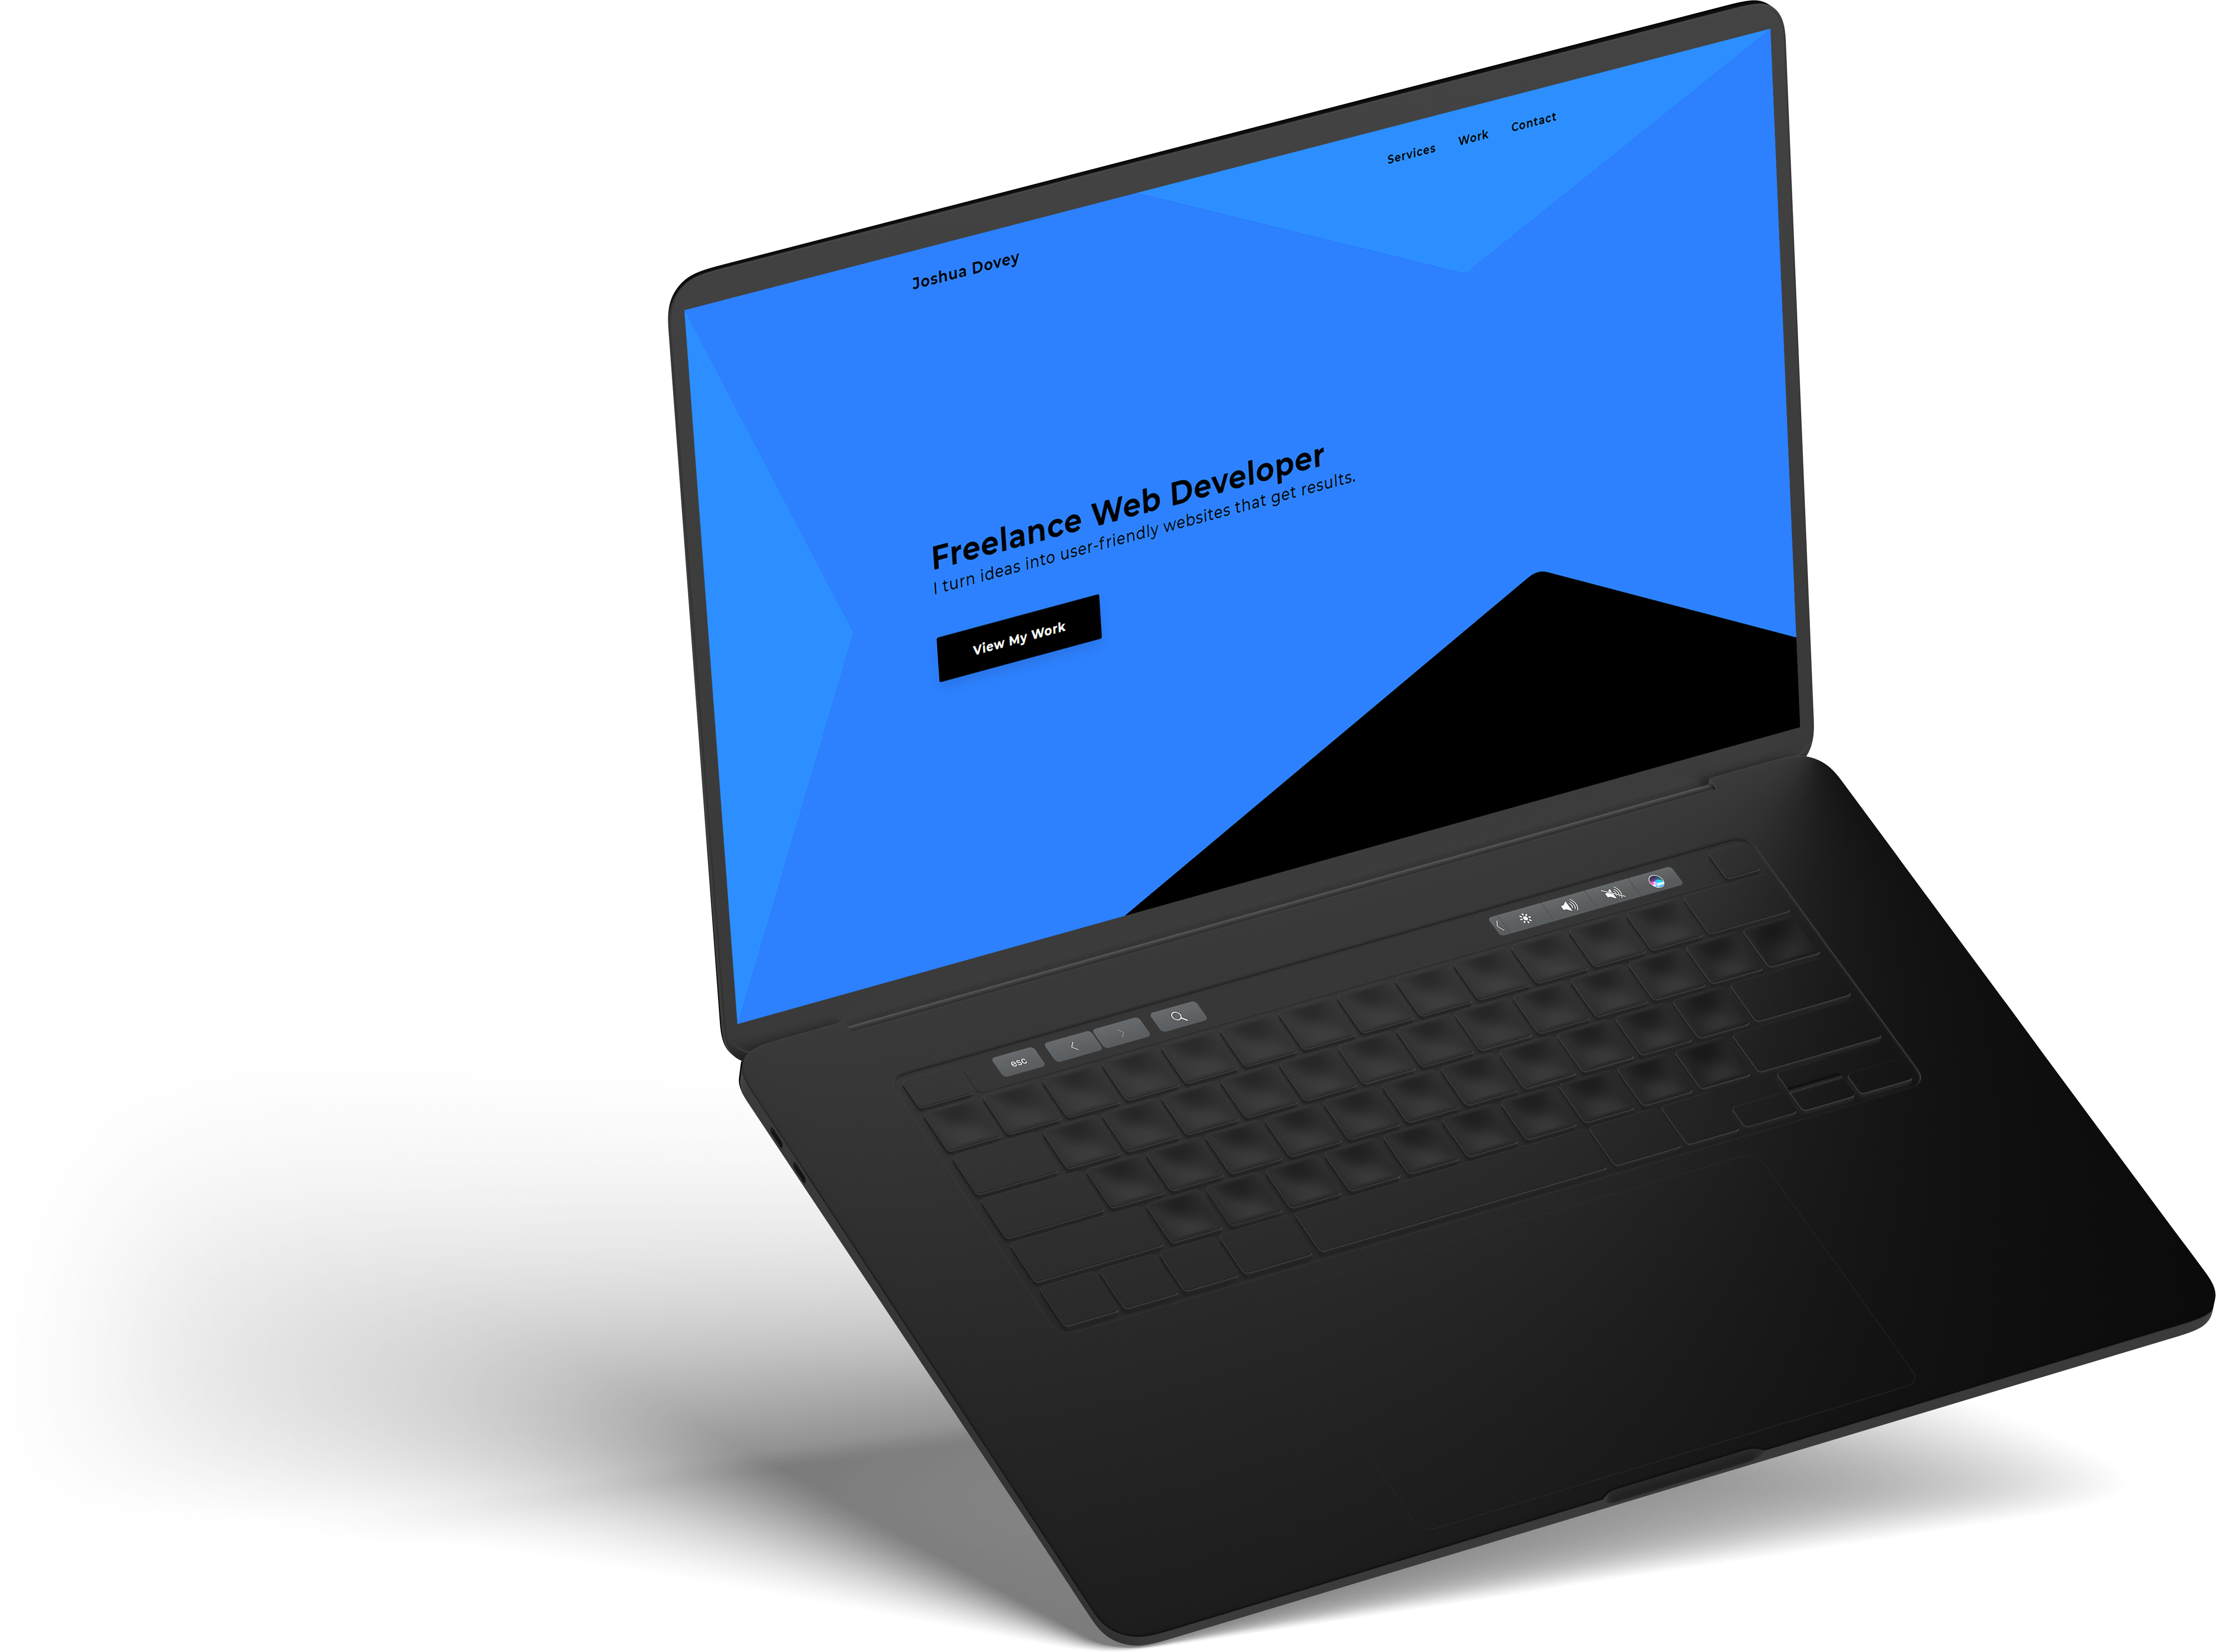 Joshua Dovey
Services Work Contact
Freelance Web Developer
I turn ideas into user-friendly websites that get results.
View My Work
esc